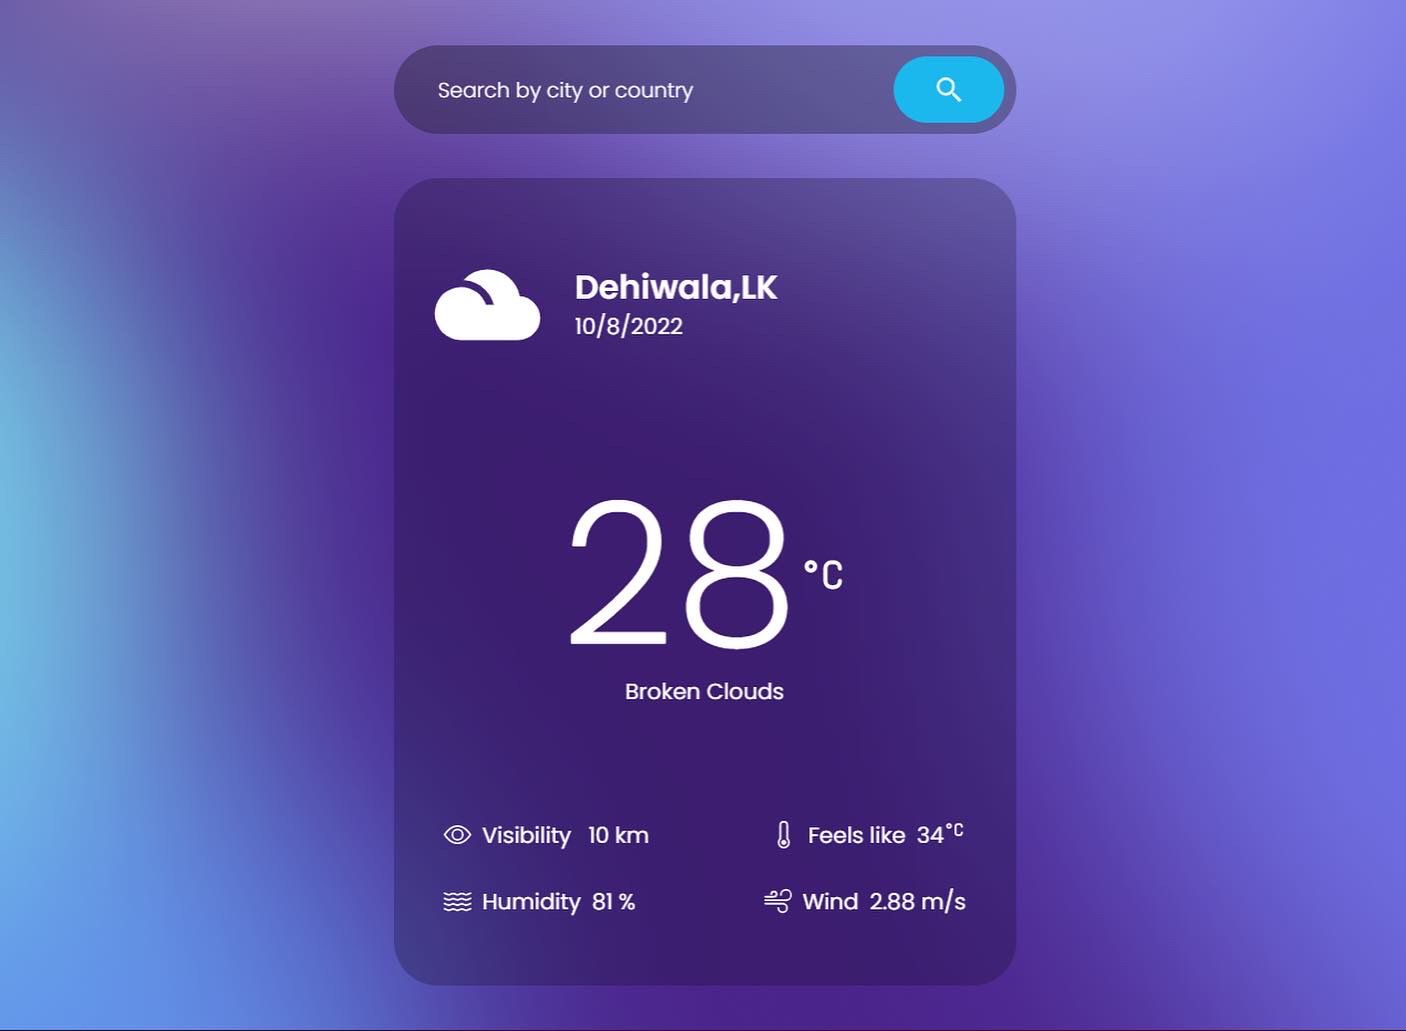 Search by city or country
Dehiwala,LK
10/8/2022
28 °C
Broken Clouds
Visibility 10 km
Feels like 34°C
Humidity 81 %
Wind 2.88 m/s